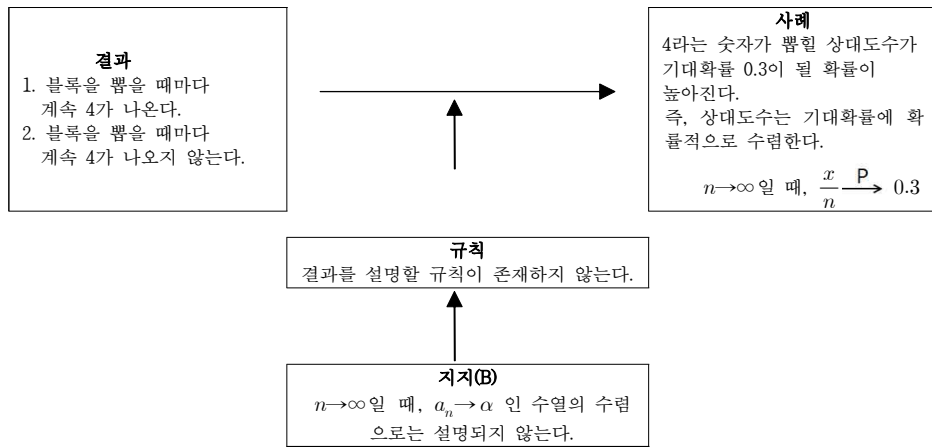 결과
1. 블록을 뽑을 때마다
계속 4가 나온다.
2. 블록을 뽑을 때마다
계속 4가 나오지 않는다.
사례
4라는 숫자가 뽑힐 상대도수가
기대확률 0.3이 될 확률이
높아진다.
즉, 상대도수는 기대확률에 확
률적으로 수렴한다.
n→∞일 때, x/n —P→ 0.3
규칙
결과를 설명할 규칙이 존재하지 않는다.
지지(B)
n→∞일 때, aₙ→α 인 수열의 수렴
으로는 설명되지 않는다.